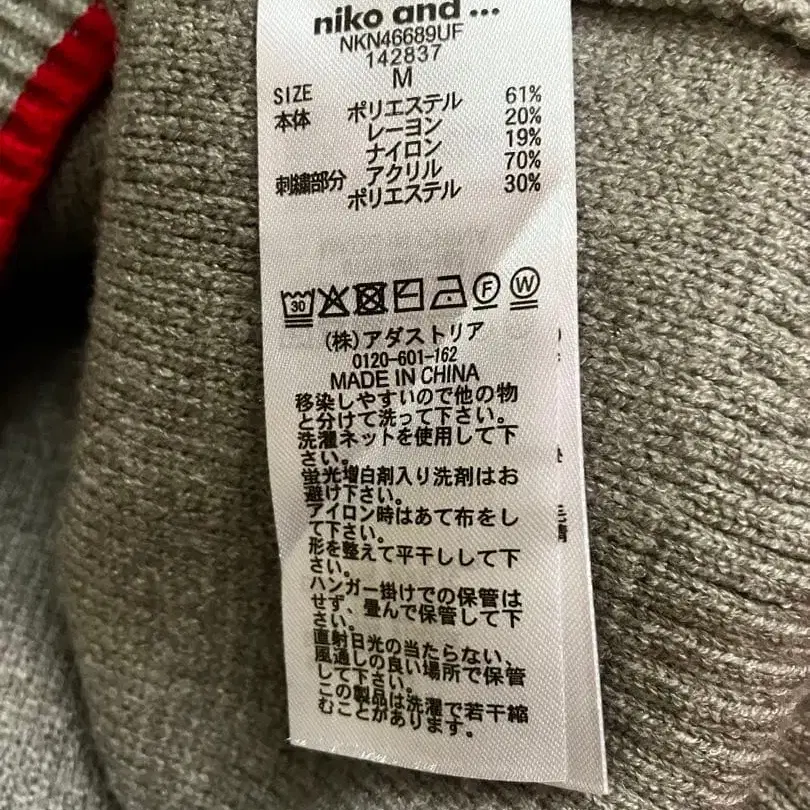 niko and ...
NKN46689UF
142837
M
SIZE
本体 ポリエステル 61%
レーヨン 20%
ナイロン 19%
刺繍部分 アクリル 70%
ポリエステル 30%
30 F W
(株)アダストリア
0120-601-162
MADE IN CHINA
移染しやすいので他の物
と分けて洗って下さい。
洗濯ネットを使用して下
さい。
蛍光増白剤入り洗剤はお
避け下さい。
アイロン時はあて布をし
て下さい。
形を整えて平干しして下
さい。
ハンガー掛けでの保管は
せず、畳んで保管して下
さい。
直射日光の当たらない、
風通しの良い場所で保管
して下さい。
この製品は洗濯で若干縮
むことがあります。